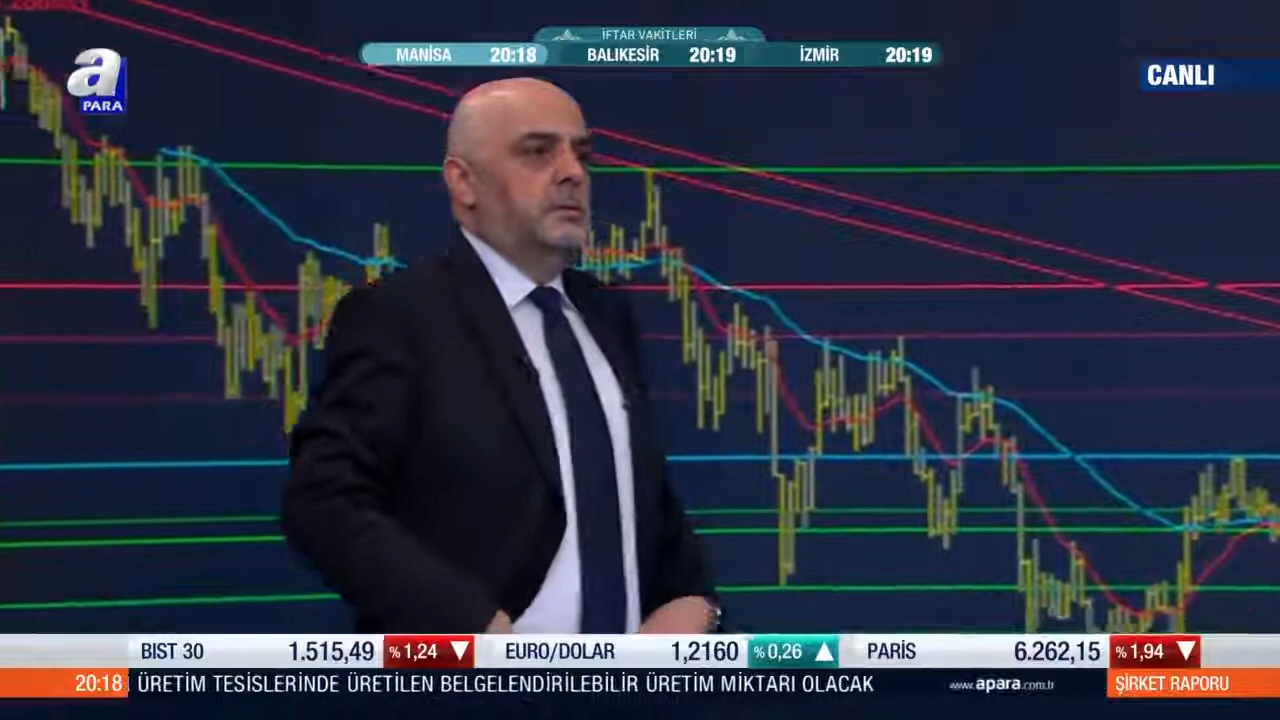 İFTAR VAKİTLERİ
MANİSA 20:18 BALIKESİR 20:19 İZMİR 20:19
a
PARA
CANLI
BIST 30 1.515,49 %1,24 EURO/DOLAR 1,2160 %0,26 PARİS 6.262,15 %1,94
20:18 ÜRETİM TESİSLERİNDE ÜRETİLEN BELGELENDİRİLEBİLİR ÜRETİM MİKTARI OLACAK www.apara.com.tr ŞİRKET RAPORU